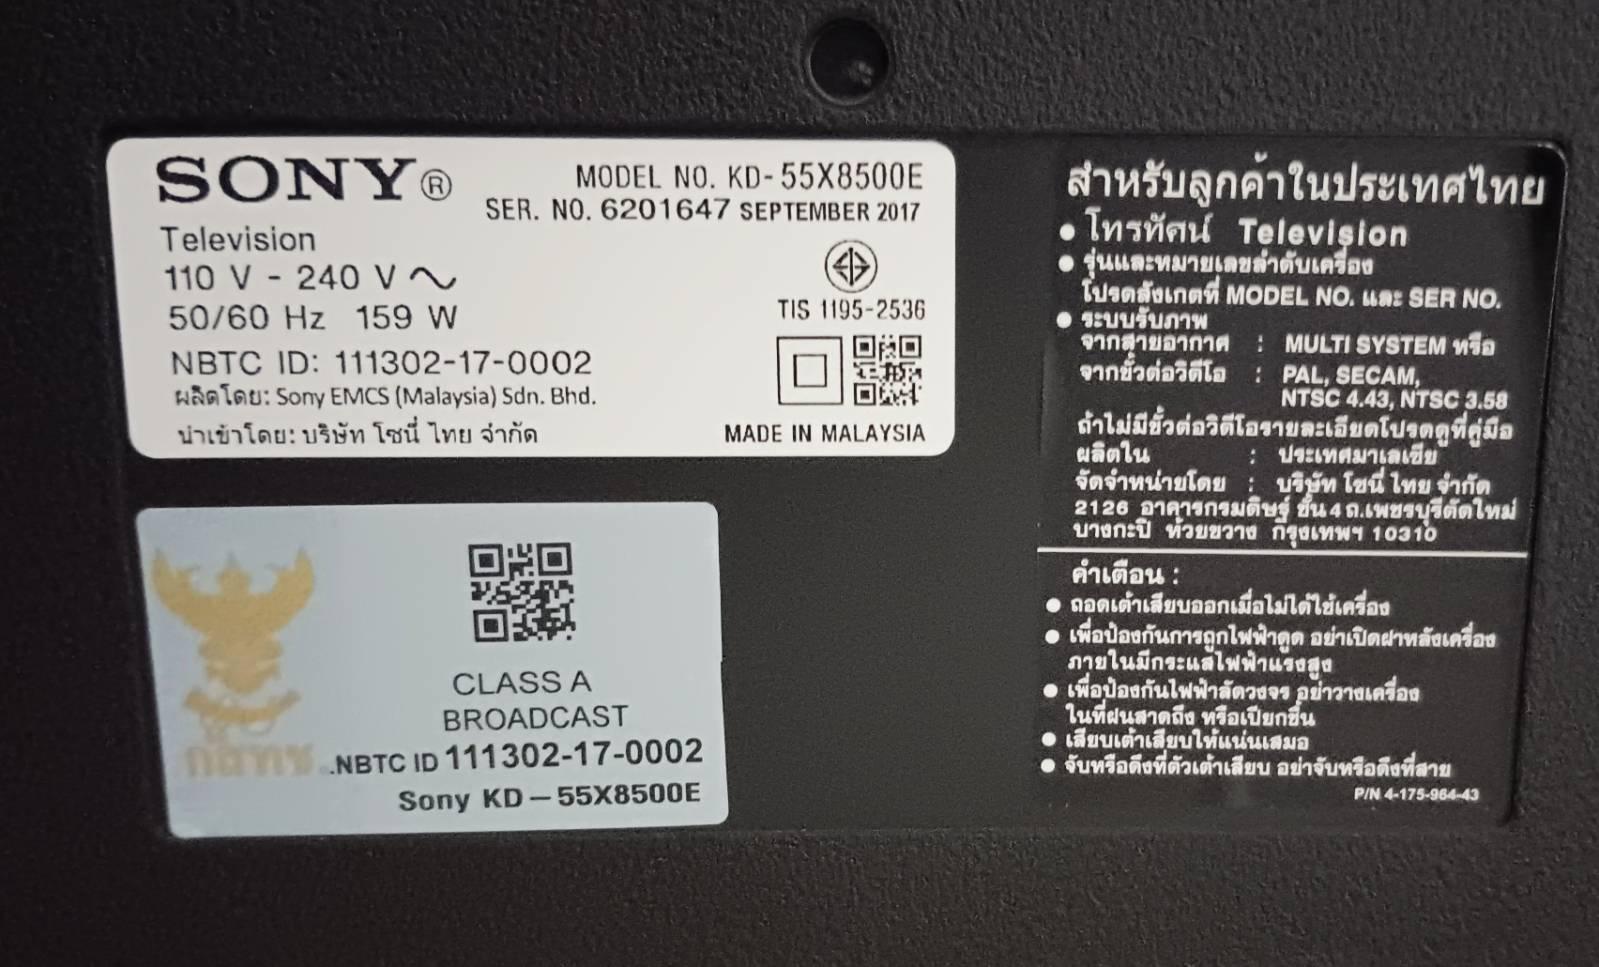 SONY®
MODEL NO. KD-55X8500E
SER. NO. 6201647 SEPTEMBER 2017
Television
110 V - 240 V ~
50/60 Hz 159 W
TIS 1195-2536
NBTC ID: 111302-17-0002
ผลิตโดย: Sony EMCS (Malaysia) Sdn. Bhd.
นำเข้าโดย: บริษัท โซนี่ ไทย จำกัด
MADE IN MALAYSIA
กสทช.
CLASS A
BROADCAST
NBTC ID 111302-17-0002
Sony KD – 55X8500E
สำหรับลูกค้าในประเทศไทย
● โทรทัศน์ Television
● รุ่นและหมายเลขลำดับเครื่อง
โปรดสังเกตที่ MODEL NO. และ SER NO.
● ระบบรับภาพ
จากสายอากาศ : MULTI SYSTEM หรือ
จากขั้วต่อวิดีโอ : PAL, SECAM,
NTSC 4.43, NTSC 3.58
ถ้าไม่มีขั้วต่อวิดีโอรายละเอียดโปรดดูที่คู่มือ
ผลิตใน : ประเทศมาเลเซีย
จัดจำหน่ายโดย : บริษัท โซนี่ ไทย จำกัด
2126 อาคารกรมดิษฐ์ ชั้น 4 ถ.เพชรบุรีตัดใหม่
บางกะปิ ห้วยขวาง กรุงเทพฯ 10310
คำเตือน :
● ถอดเต้าเสียบออกเมื่อไม่ได้ใช้เครื่อง
● เพื่อป้องกันการถูกไฟฟ้าดูด อย่าเปิดฝาหลังเครื่อง
ภายในมีกระแสไฟฟ้าแรงสูง
● เพื่อป้องกันไฟฟ้าลัดวงจร อย่าวางเครื่อง
ในที่ฝนสาดถึง หรือเปียกชื้น
● เสียบเต้าเสียบให้แน่นเสมอ
● จับหรือดึงที่ตัวเต้าเสียบ อย่าจับหรือดึงที่สาย
P/N 4-175-964-43